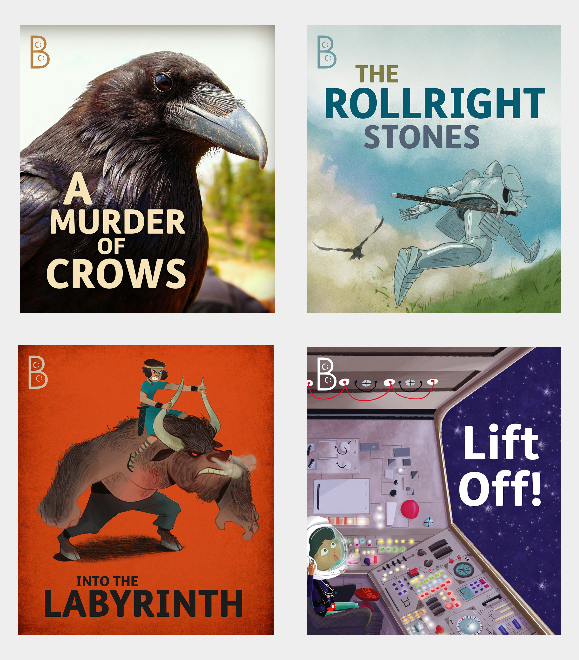 B
A
MURDER
OF
CROWS
B
THE
ROLLRIGHT
STONES
B
INTO THE
LABYRINTH
B
Lift
Off!